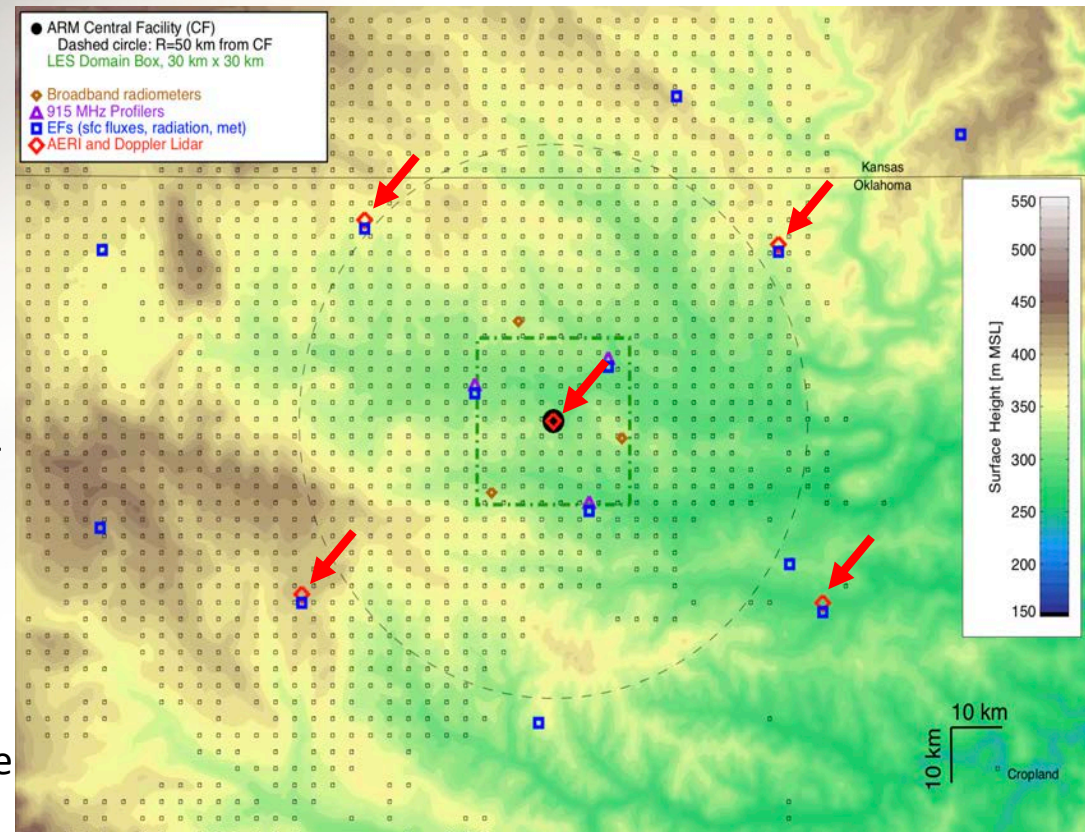 ARM Central Facility (CF)
Dashed circle: R=50 km from CF
LES Domain Box, 30 km x 30 km
Broadband radiometers
915 MHz Profilers
EFs (sfc fluxes, radiation, met)
AERI and Doppler Lidar
Kansas
Oklahoma
Surface Height [m MSL]
550
500
450
400
350
300
250
200
150
10 km
10 km
Cropland
e